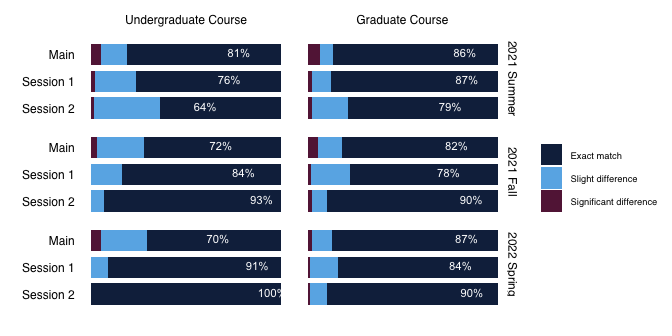 Undergraduate Course Graduate Course
Main 81% 86% 2021 Summer
Session 1 76% 87%
Session 2 64% 79%
Main 72% 82% 2021 Fall
Session 1 84% 78%
Session 2 93% 90%
Main 70% 87% 2022 Spring
Session 1 91% 84%
Session 2 100% 90%
Exact match
Slight difference
Significant difference